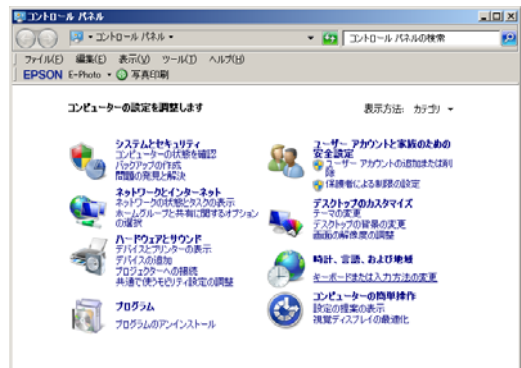 コントロール パネル
コントロール パネル
コントロール パネルの検索
ファイル(F) 編集(E) 表示(V) ツール(T) ヘルプ(H)
EPSON E-Photo 写真印刷
コンピューターの設定を調整します
表示方法: カテゴリ
システムとセキュリティ
コンピューターの状態を確認
バックアップの作成
問題の発見と解決
ネットワークとインターネット
ネットワークの状態とタスクの表示
ホームグループと共有に関するオプション
の選択
ハードウェアとサウンド
デバイスとプリンターの表示
デバイスの追加
プロジェクターへの接続
共通で使うモビリティ設定の調整
プログラム
プログラムのアンインストール
ユーザー アカウントと家族のための
安全設定
ユーザー アカウントの追加または削
除
保護者による制限の設定
デスクトップのカスタマイズ
テーマの変更
デスクトップの背景の変更
画面の解像度の調整
時計、言語、および地域
キーボードまたは入力方法の変更
コンピューターの簡単操作
設定の提案の表示
視覚ディスプレイの最適化